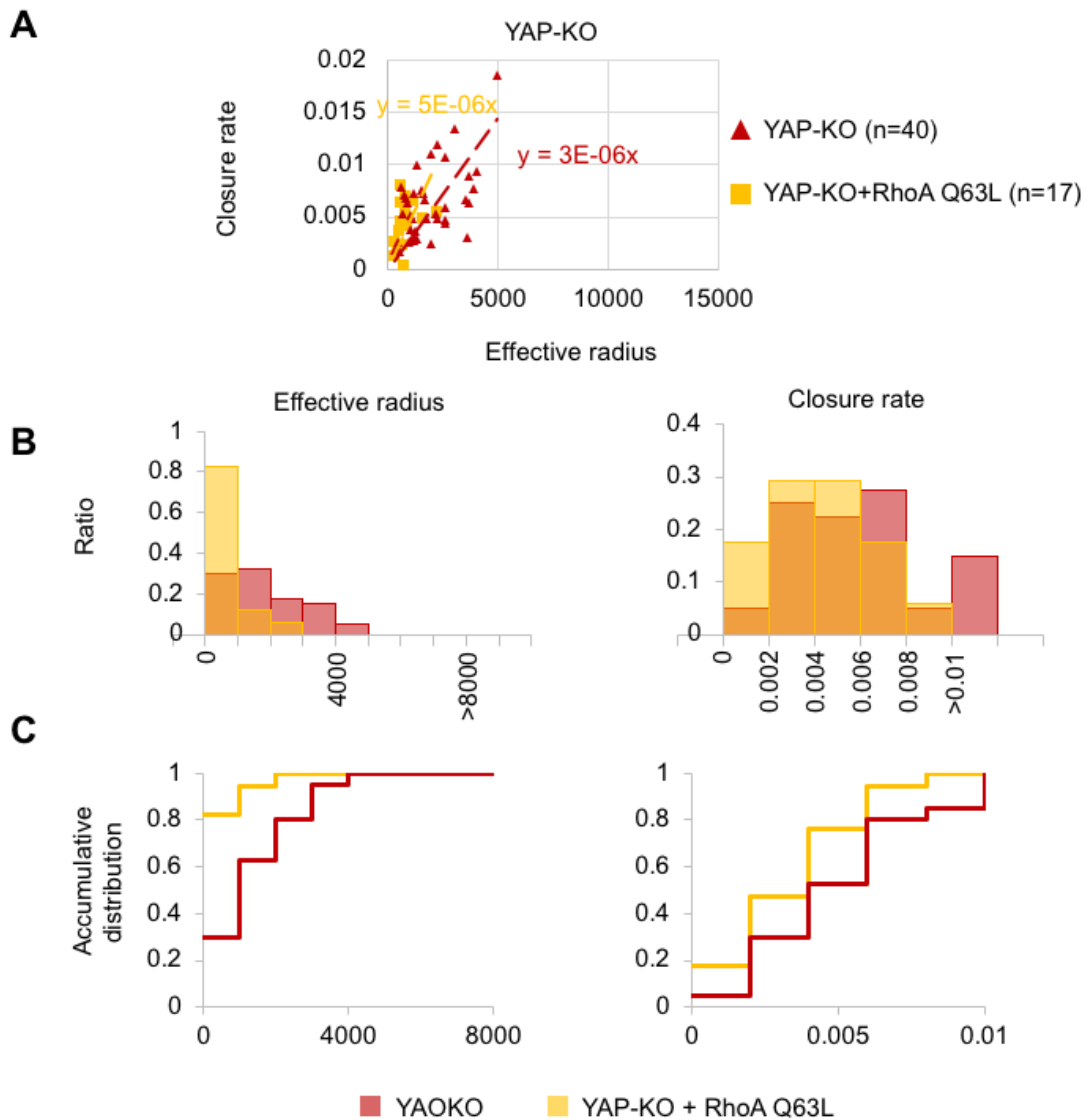 A
YAP-KO
Closure rate
0.02
0.015
0.01
0.005
0
y = 5E-06x
y = 3E-06x
0 5000 10000 15000
Effective radius
YAP-KO (n=40)
YAP-KO+RhoA Q63L (n=17)
B
Effective radius
Ratio
1
0.8
0.6
0.4
0.2
0
0 4000 >8000
Closure rate
0.4
0.3
0.2
0.1
0
0 0.002 0.004 0.006 0.008 >0.01
C
Accumulative
distribution
1
0.8
0.6
0.4
0.2
0
0 4000 8000
1
0.8
0.6
0.4
0.2
0
0 0.005 0.01
YAOKO YAP-KO + RhoA Q63L